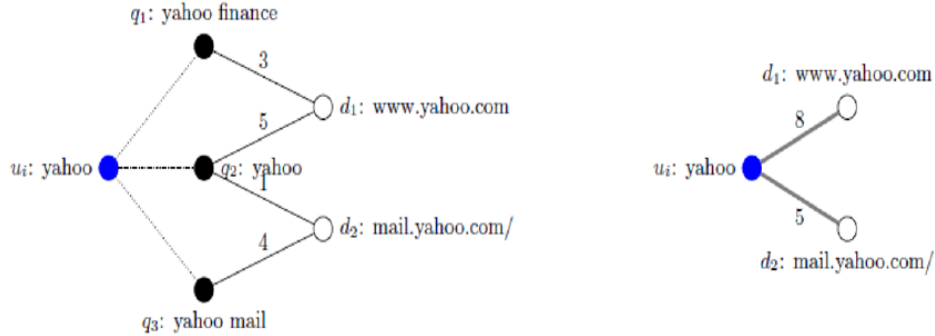 q₁: yahoo finance
3
d₁: www.yahoo.com
5
uᵢ: yahoo
q₂: yahoo
1
d₂: mail.yahoo.com/
4
q₃: yahoo mail
d₁: www.yahoo.com
8
uᵢ: yahoo
5
d₂: mail.yahoo.com/